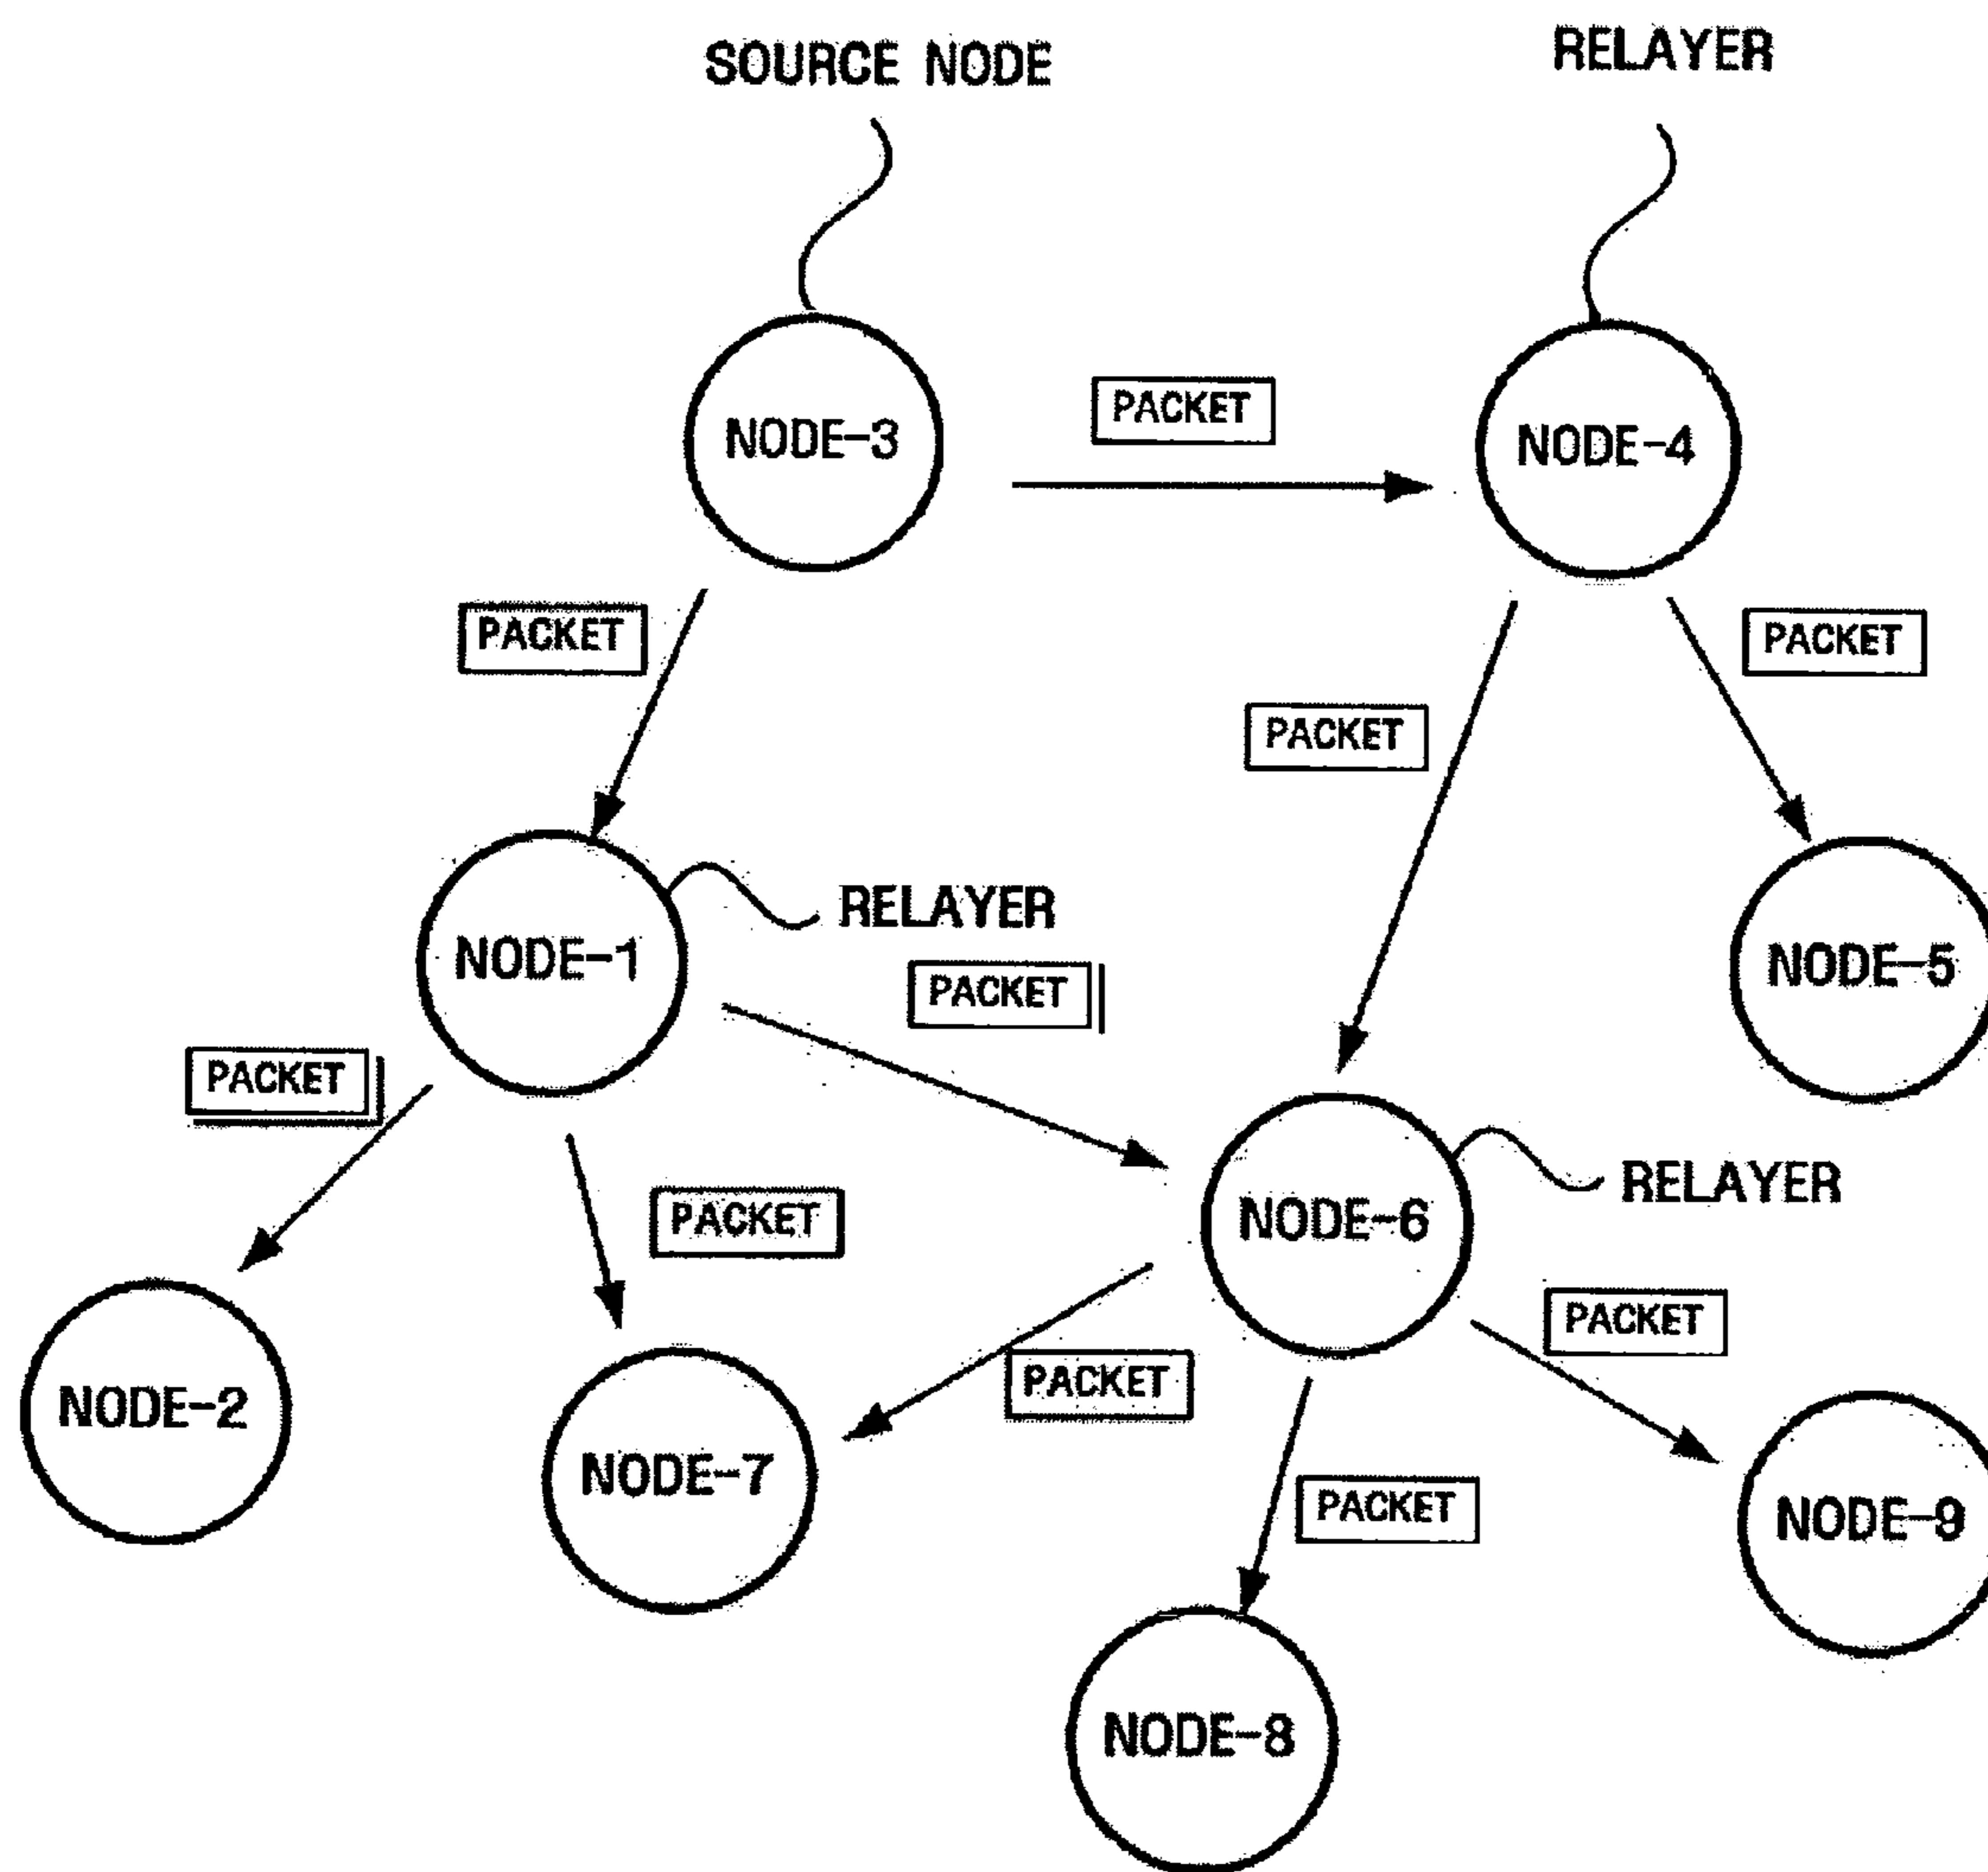 SOURCE NODE
RELAYER
NODE-3
PACKET
NODE-4
PACKET
PACKET
PACKET
NODE-1
RELAYER
PACKET
NODE-5
PACKET
PACKET
NODE-6
RELAYER
PACKET
PACKET
NODE-2
NODE-7
PACKET
NODE-9
NODE-8